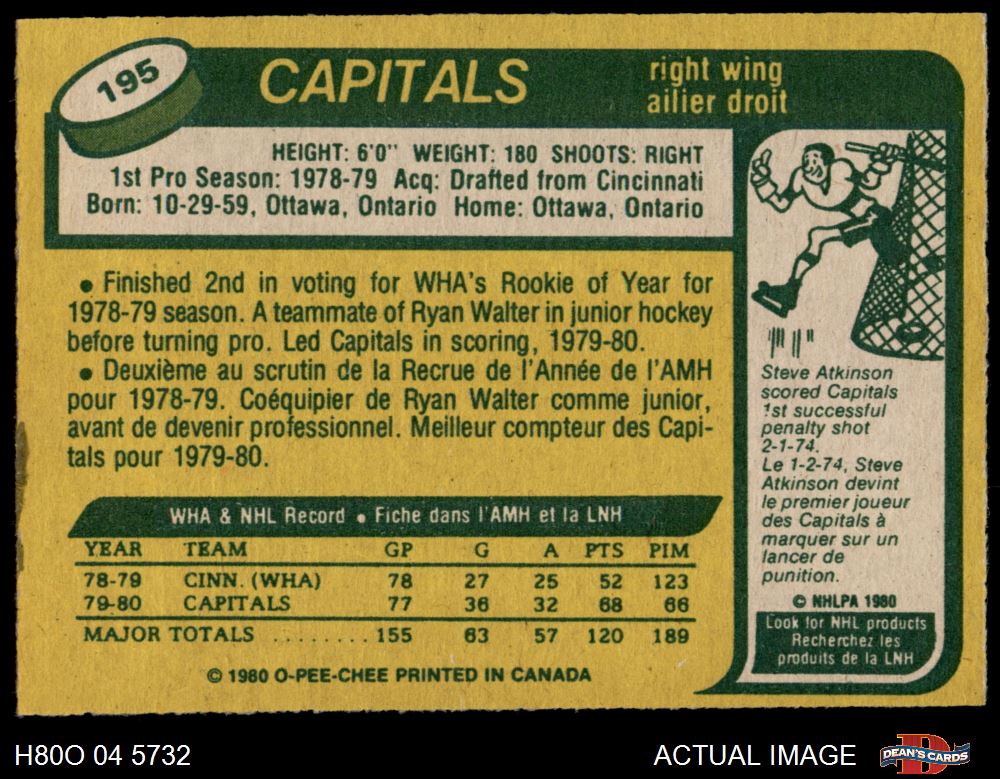 195
CAPITALS
right wing
ailier droit
HEIGHT: 6'0" WEIGHT: 180 SHOOTS: RIGHT
1st Pro Season: 1978-79 Acq: Drafted from Cincinnati
Born: 10-29-59, Ottawa, Ontario Home: Ottawa, Ontario
• Finished 2nd in voting for WHA's Rookie of Year for
1978-79 season. A teammate of Ryan Walter in junior hockey
before turning pro. Led Capitals in scoring, 1979-80.
• Deuxième au scrutin de la Recrue de l'Année de l'AMH
pour 1978-79. Coéquipier de Ryan Walter comme junior,
avant de devenir professionnel. Meilleur compteur des Capi-
tals pour 1979-80.
WHA & NHL Record • Fiche dans l'AMH et la LNH
YEAR TEAM GP G A PTS PIM
78-79 CINN. (WHA) 78 27 25 52 123
79-80 CAPITALS 77 36 32 68 66
MAJOR TOTALS ........ 155 63 57 120 189
© 1980 O-PEE-CHEE PRINTED IN CANADA
Steve Atkinson
scored Capitals
1st successful
penalty shot
2-1-74.
Le 1-2-74, Steve
Atkinson devint
le premier joueur
des Capitals à
marquer sur un
lancer de
punition.
© NHLPA 1980
Look for NHL products
Recherchez les
produits de la LNH
H80O 04 5732
ACTUAL IMAGE
DEAN'S CARDS